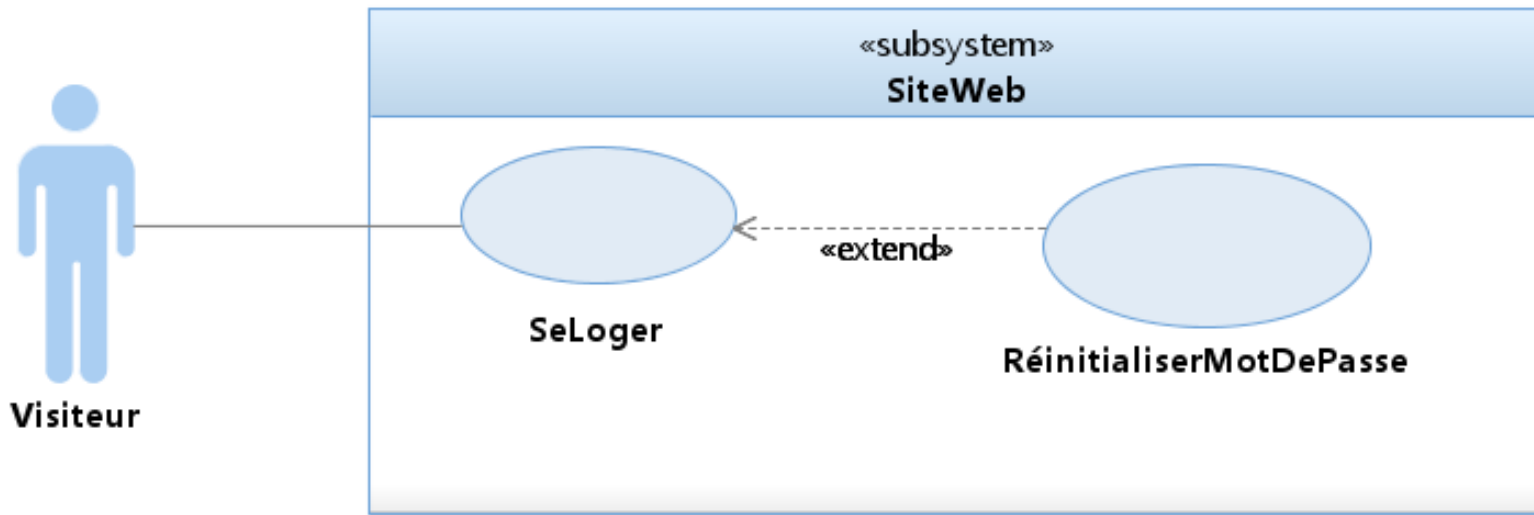 «subsystem»
SiteWeb
«extend»
SeLoger
RéinitialiserMotDePasse
Visiteur